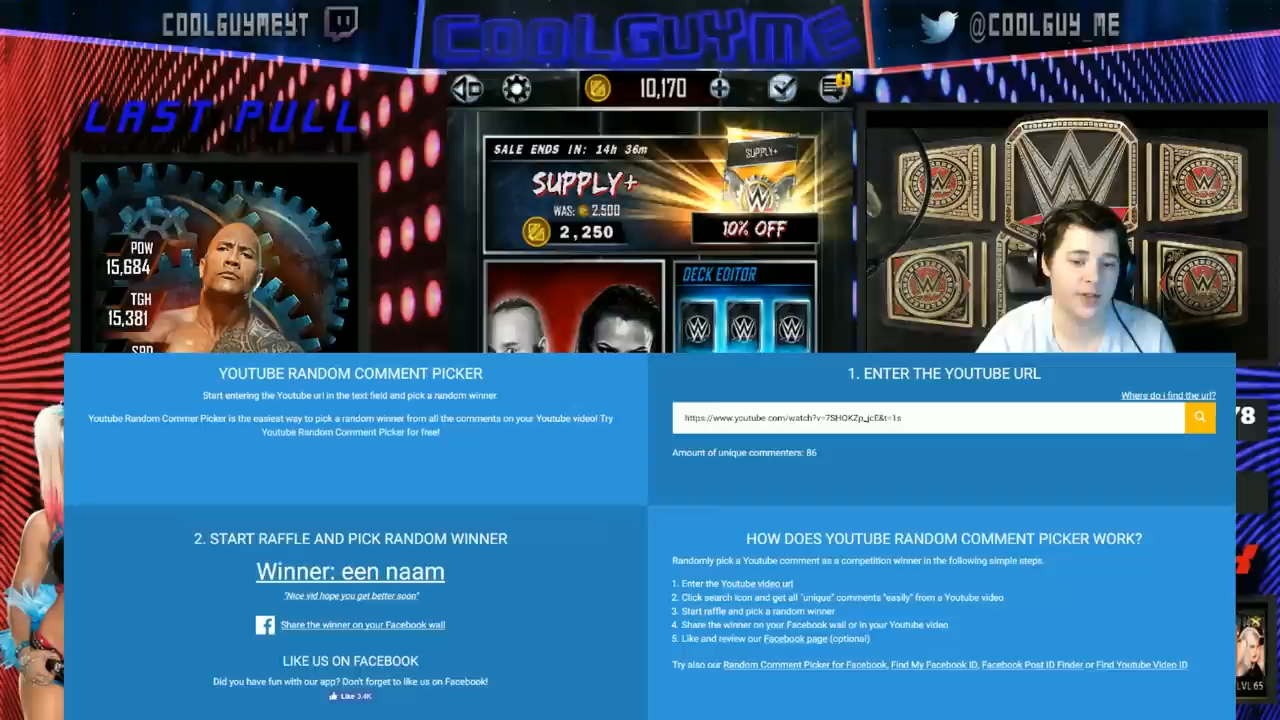 COOLGUYMEYT
COOLGUYME
@COOLGUY_ME
10,170
LAST PULL
SALE ENDS IN: 14h 36m
SUPPLY+
WAS: 2,500
2,250
SUPPLY+
10% OFF
DECK EDITOR
POW
15,684
TGH
15,381
SPD
YOUTUBE RANDOM COMMENT PICKER
Start entering the Youtube url in the text field and pick a random winner.
Youtube Random Commer Picker is the easiest way to pick a random winner from all the comments on your Youtube video! Try
Youtube Random Comment Picker for free!
1. ENTER THE YOUTUBE URL
Where do i find the url?
https://www.youtube.com/watch?v=7SHQKZp_jcE&t=1s
Amount of unique commenters: 86
2. START RAFFLE AND PICK RANDOM WINNER
Winner: een naam
"Nice vid hope you get better soon"
Share the winner on your Facebook wall
LIKE US ON FACEBOOK
Did you have fun with our app? Don't forget to like us on Facebook!
Like 3.4K
HOW DOES YOUTUBE RANDOM COMMENT PICKER WORK?
Randomly pick a Youtube comment as a competition winner in the following simple steps.
1. Enter the Youtube video url
2. Click search icon and get all "unique" comments "easily" from a Youtube video
3. Start raffle and pick a random winner
4. Share the winner on your Facebook wall or in your Youtube video
5. Like and review our Facebook page (optional)
Try also our Random Comment Picker for Facebook, Find My Facebook ID, Facebook Post ID Finder or Find Youtube Video ID
LVL 65